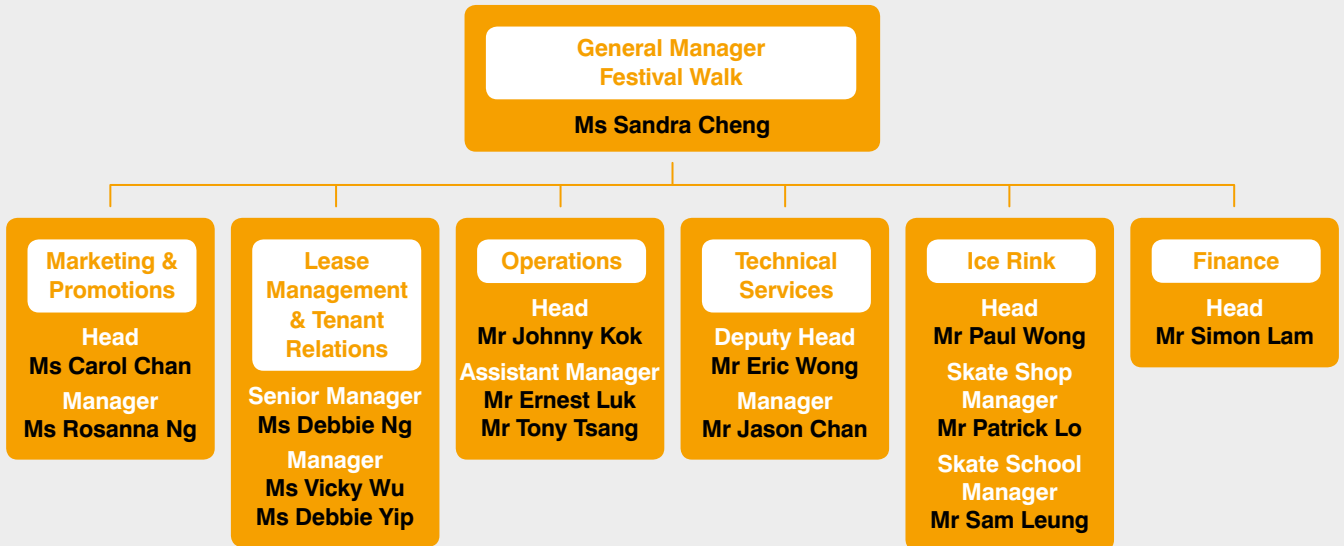 General Manager
Festival Walk
Ms Sandra Cheng
Marketing &
Promotions
Head
Ms Carol Chan
Manager
Ms Rosanna Ng
Lease
Management
& Tenant
Relations
Senior Manager
Ms Debbie Ng
Manager
Ms Vicky Wu
Ms Debbie Yip
Operations
Head
Mr Johnny Kok
Assistant Manager
Mr Ernest Luk
Mr Tony Tsang
Technical
Services
Deputy Head
Mr Eric Wong
Manager
Mr Jason Chan
Ice Rink
Head
Mr Paul Wong
Skate Shop
Manager
Mr Patrick Lo
Skate School
Manager
Mr Sam Leung
Finance
Head
Mr Simon Lam